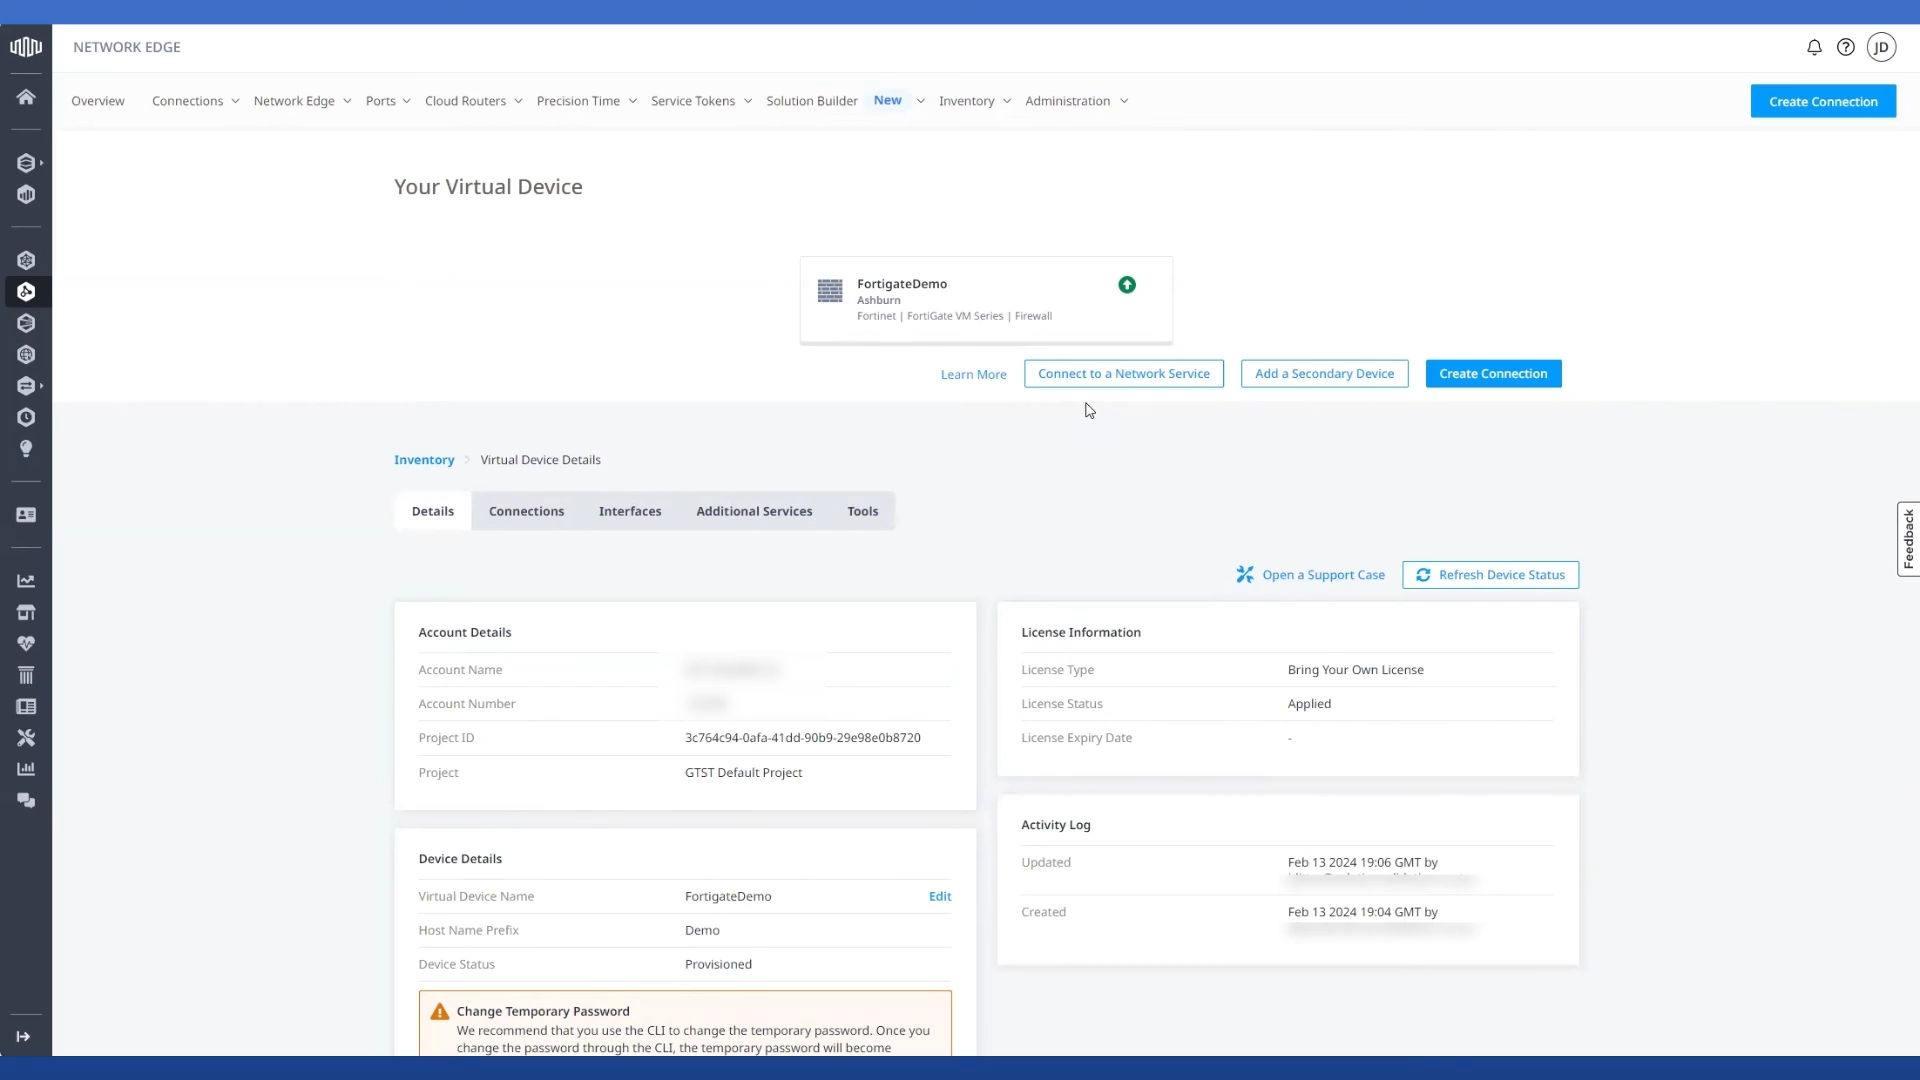 NETWORK EDGE
JD
Overview Connections Network Edge Ports Cloud Routers Precision Time Service Tokens Solution Builder New Inventory Administration Create Connection
Your Virtual Device
FortigateDemo
Ashburn
Fortinet | FortiGate VM Series | Firewall
Learn More Connect to a Network Service Add a Secondary Device Create Connection
Inventory Virtual Device Details
Details Connections Interfaces Additional Services Tools
Feedback
Open a Support Case Refresh Device Status
Account Details
Account Name
Account Number
Project ID 3c764c94-0afa-41dd-90b9-29e98e0b8720
Project GTST Default Project
License Information
License Type Bring Your Own License
License Status Applied
License Expiry Date -
Device Details
Virtual Device Name FortigateDemo Edit
Host Name Prefix Demo
Device Status Provisioned
Change Temporary Password
We recommend that you use the CLI to change the temporary password. Once you
change the password through the CLI, the temporary password will become
Activity Log
Updated Feb 13 2024 19:06 GMT by
Created Feb 13 2024 19:04 GMT by